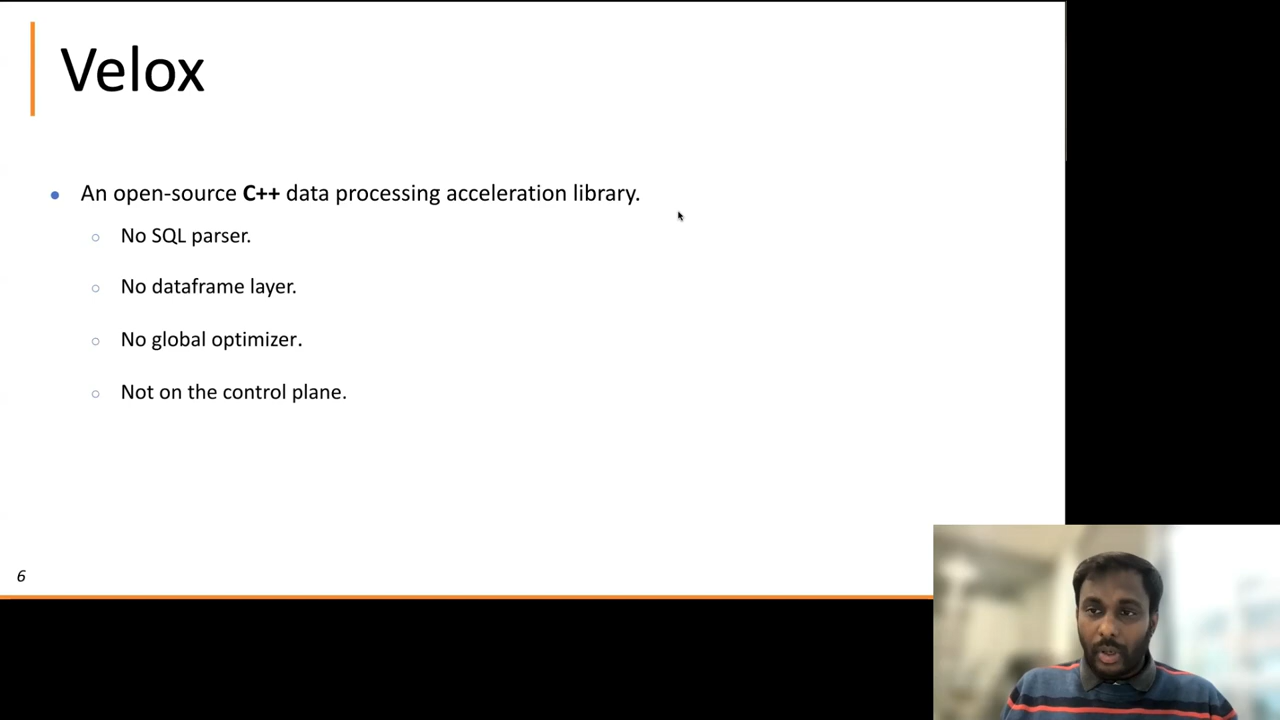 Velox
• An open-source C++ data processing acceleration library.
○ No SQL parser.
○ No dataframe layer.
○ No global optimizer.
○ Not on the control plane.
6